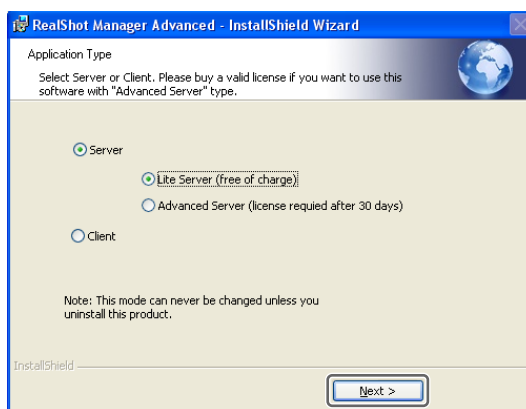 RealShot Manager Advanced - InstallShield Wizard
Application Type
Select Server or Client. Please buy a valid license if you want to use this
software with "Advanced Server" type.
Server
Lite Server (free of charge)
Advanced Server (license requied after 30 days)
Client
Note: This mode can never be changed unless you
uninstall this product.
InstallShield
Next >